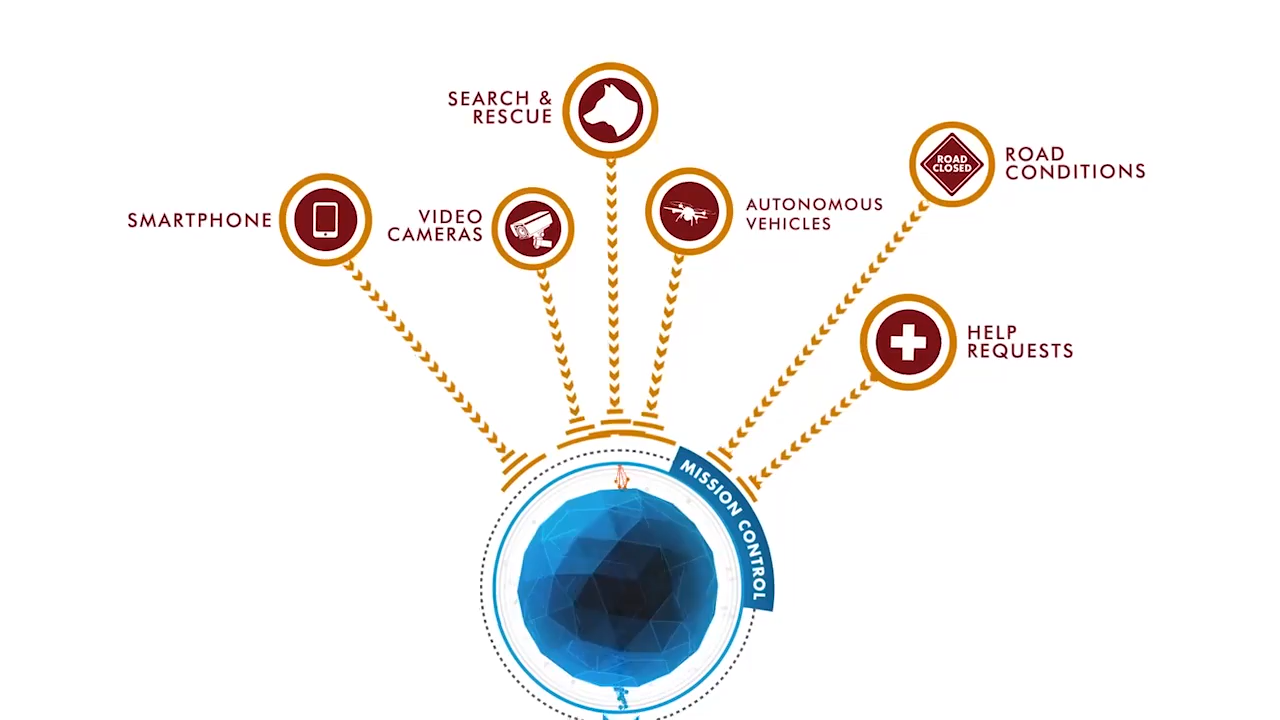 SEARCH &
RESCUE
SMARTPHONE
VIDEO
CAMERAS
AUTONOMOUS
VEHICLES
ROAD
CLOSED
ROAD
CONDITIONS
HELP
REQUESTS
MISSION CONTROL